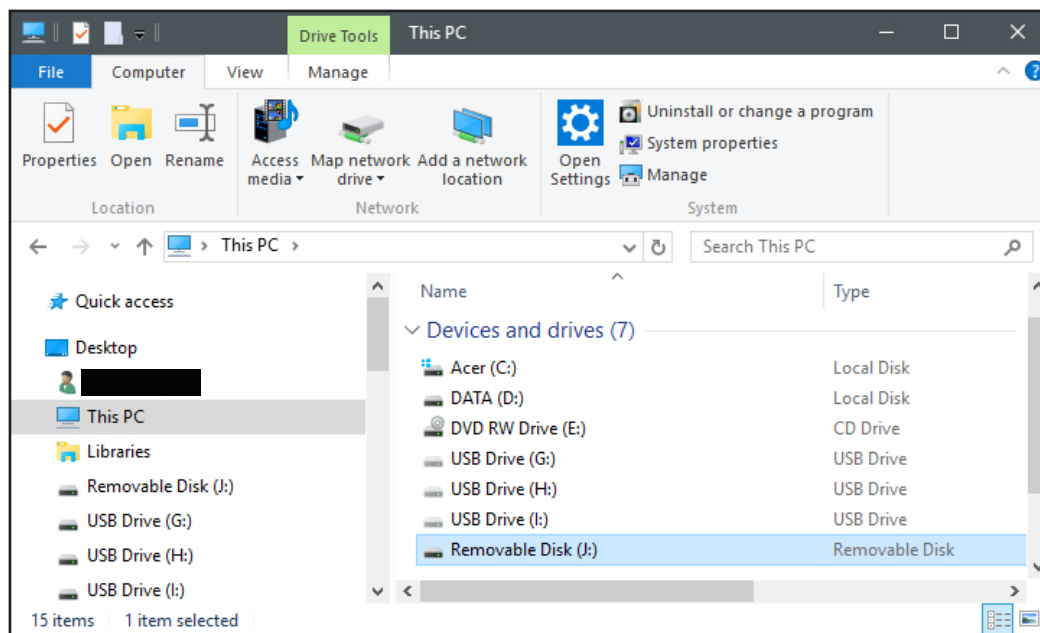 Drive Tools This PC
File Computer View Manage
Properties Open Rename Access media Map network drive Add a network location Open Settings
Uninstall or change a program
System properties
Manage
Location Network System
This PC Search This PC
Quick access
Desktop
This PC
Libraries
Removable Disk (J:)
USB Drive (G:)
USB Drive (H:)
USB Drive (I:)
Name Type
Devices and drives (7)
Acer (C:) Local Disk
DATA (D:) Local Disk
DVD RW Drive (E:) CD Drive
USB Drive (G:) USB Drive
USB Drive (H:) USB Drive
USB Drive (I:) USB Drive
Removable Disk (J:) Removable Disk
15 items 1 item selected